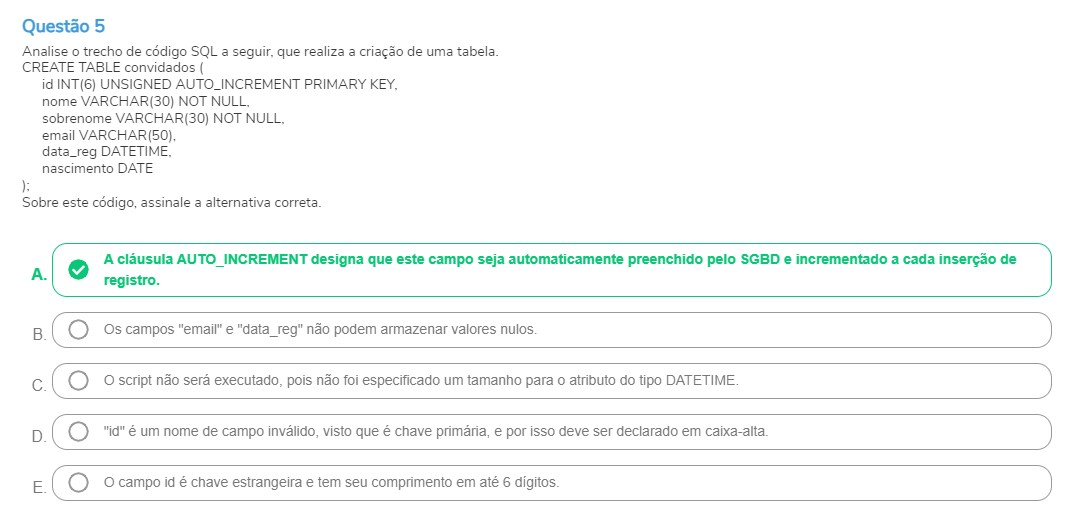 Questão 5
Analise o trecho de código SQL a seguir, que realiza a criação de uma tabela.
CREATE TABLE convidados (
id INT(6) UNSIGNED AUTO_INCREMENT PRIMARY KEY,
nome VARCHAR(30) NOT NULL,
sobrenome VARCHAR(30) NOT NULL,
email VARCHAR(50),
data_reg DATETIME,
nascimento DATE
);
Sobre este código, assinale a alternativa correta.
A. A cláusula AUTO_INCREMENT designa que este campo seja automaticamente preenchido pelo SGBD e incrementado a cada inserção de
registro.
B. Os campos "email" e "data_reg" não podem armazenar valores nulos.
C. O script não será executado, pois não foi especificado um tamanho para o atributo do tipo DATETIME.
D. "id" é um nome de campo inválido, visto que é chave primária, e por isso deve ser declarado em caixa-alta.
E. O campo id é chave estrangeira e tem seu comprimento em até 6 dígitos.